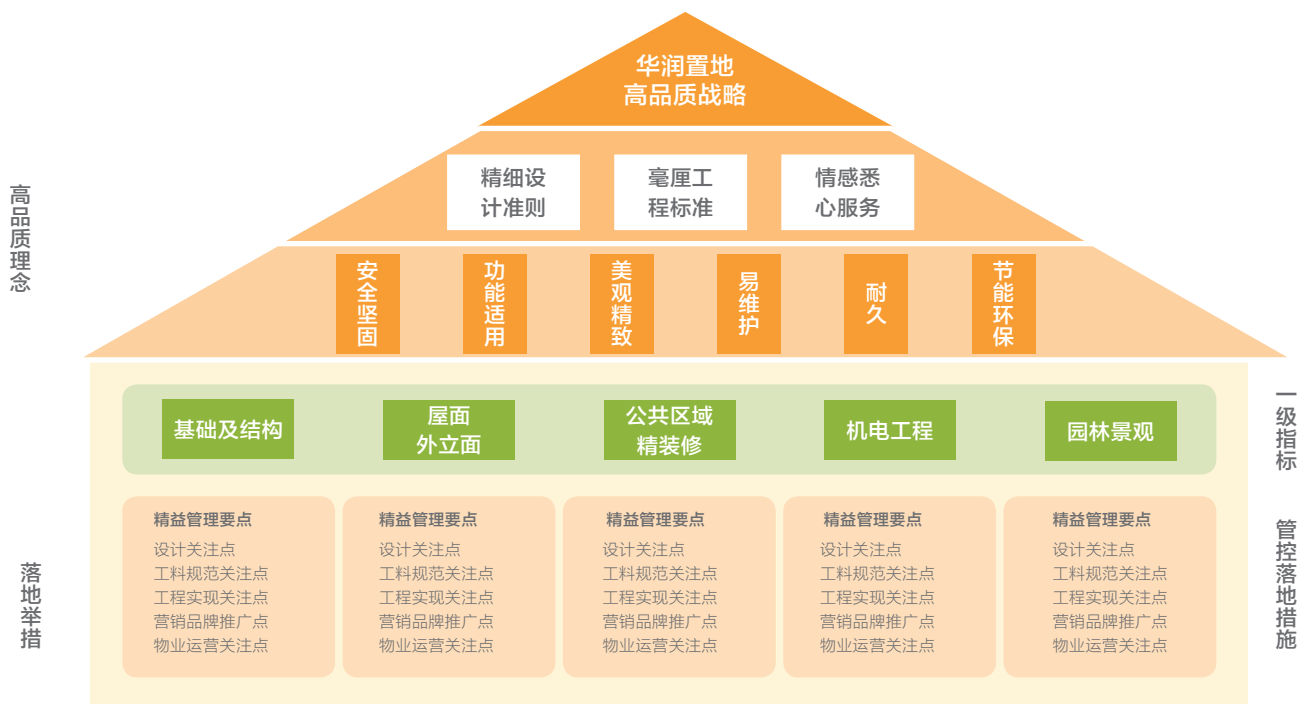 华润置地
高品质战略
高品质理念
精细设
计准则
毫厘工
程标准
情感悉
心服务
安全坚固
功能适用
美观精致
易维护
耐久
节能环保
一级指标
基础及结构
屋面
外立面
公共区域
精装修
机电工程
园林景观
落地举措
管控落地措施
精益管理要点
设计关注点
工料规范关注点
工程实现关注点
营销品牌推广点
物业运营关注点
精益管理要点
设计关注点
工料规范关注点
工程实现关注点
营销品牌推广点
物业运营关注点
精益管理要点
设计关注点
工料规范关注点
工程实现关注点
营销品牌推广点
物业运营关注点
精益管理要点
设计关注点
工料规范关注点
工程实现关注点
营销品牌推广点
物业运营关注点
精益管理要点
设计关注点
工料规范关注点
工程实现关注点
营销品牌推广点
物业运营关注点